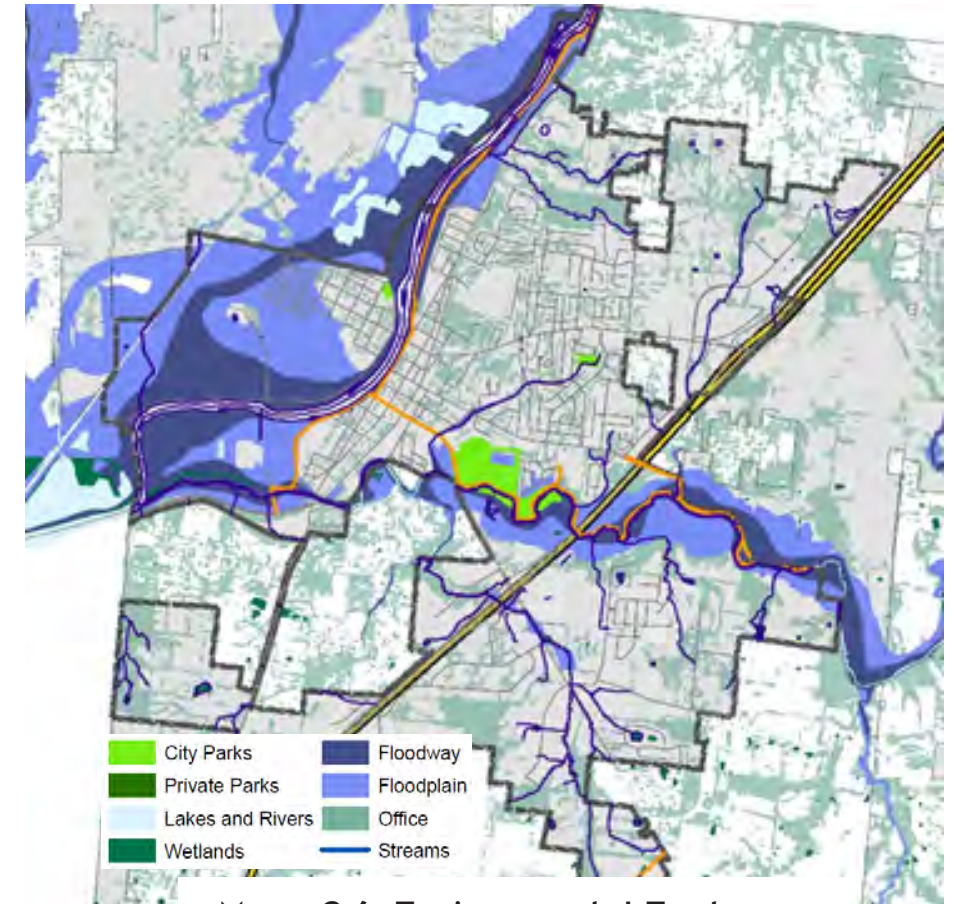 City Parks
Private Parks
Lakes and Rivers
Wetlands
Floodway
Floodplain
Office
Streams